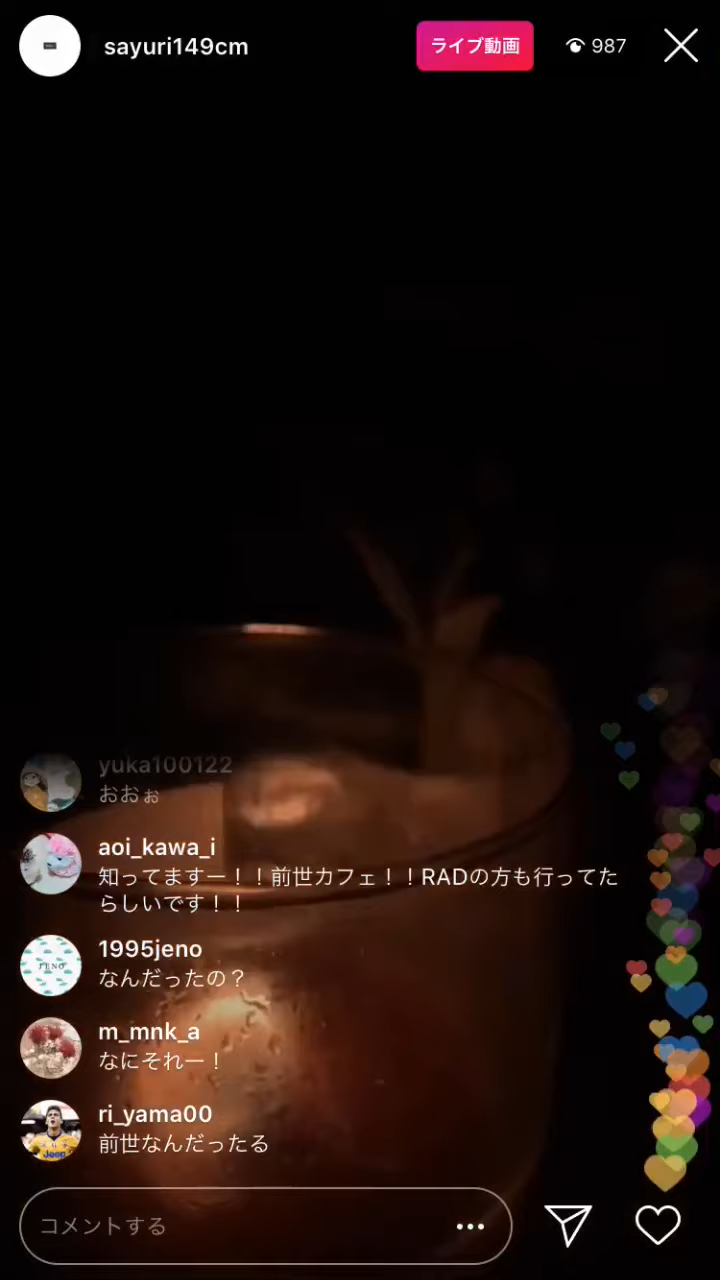 sayuri149cm
ライブ動画
987
yuka100122
おおぉ
aoi_kawa_i
知ってますー！！前世カフェ！！RADの方も行ってた
らしいです！！
1995jeno
なんだったの？
m_mnk_a
なにそれー！
ri_yama00
前世なんだったる
コメントする